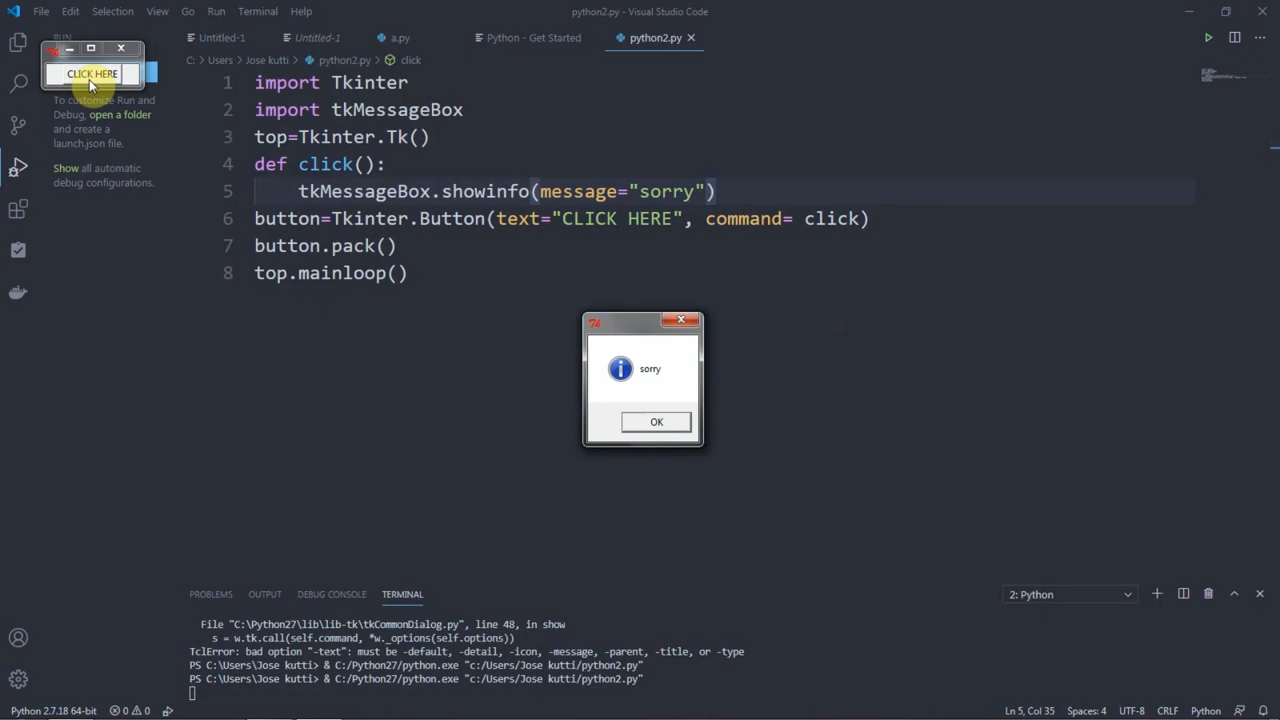 File Edit Selection View Go Run Terminal Help python2.py - Visual Studio Code
RUN
CLICK HERE
To customize Run and
Debug, open a folder
and create a
launch.json file.
Show all automatic
debug configurations.
Untitled-1 Untitled-1 a.py Python - Get Started python2.py
C: > Users > Jose kutti > python2.py > click
1 import Tkinter
2 import tkMessageBox
3 top=Tkinter.Tk()
4 def click():
5 tkMessageBox.showinfo(message="sorry")
6 button=Tkinter.Button(text="CLICK HERE", command= click)
7 button.pack()
8 top.mainloop()
sorry
OK
PROBLEMS OUTPUT DEBUG CONSOLE TERMINAL 2: Python
File "C:\Python27\lib\lib-tk\tkCommonDialog.py", line 48, in show
s = w.tk.call(self.command, *w._options(self.options))
TclError: bad option "-text": must be -default, -detail, -icon, -message, -parent, -title, or -type
PS C:\Users\Jose kutti> & C:/Python27/python.exe "c:/Users/Jose kutti/python2.py"
PS C:\Users\Jose kutti> & C:/Python27/python.exe "c:/Users/Jose kutti/python2.py"
Python 2.7.18 64-bit 0 0 Ln 5, Col 35 Spaces: 4 UTF-8 CRLF Python